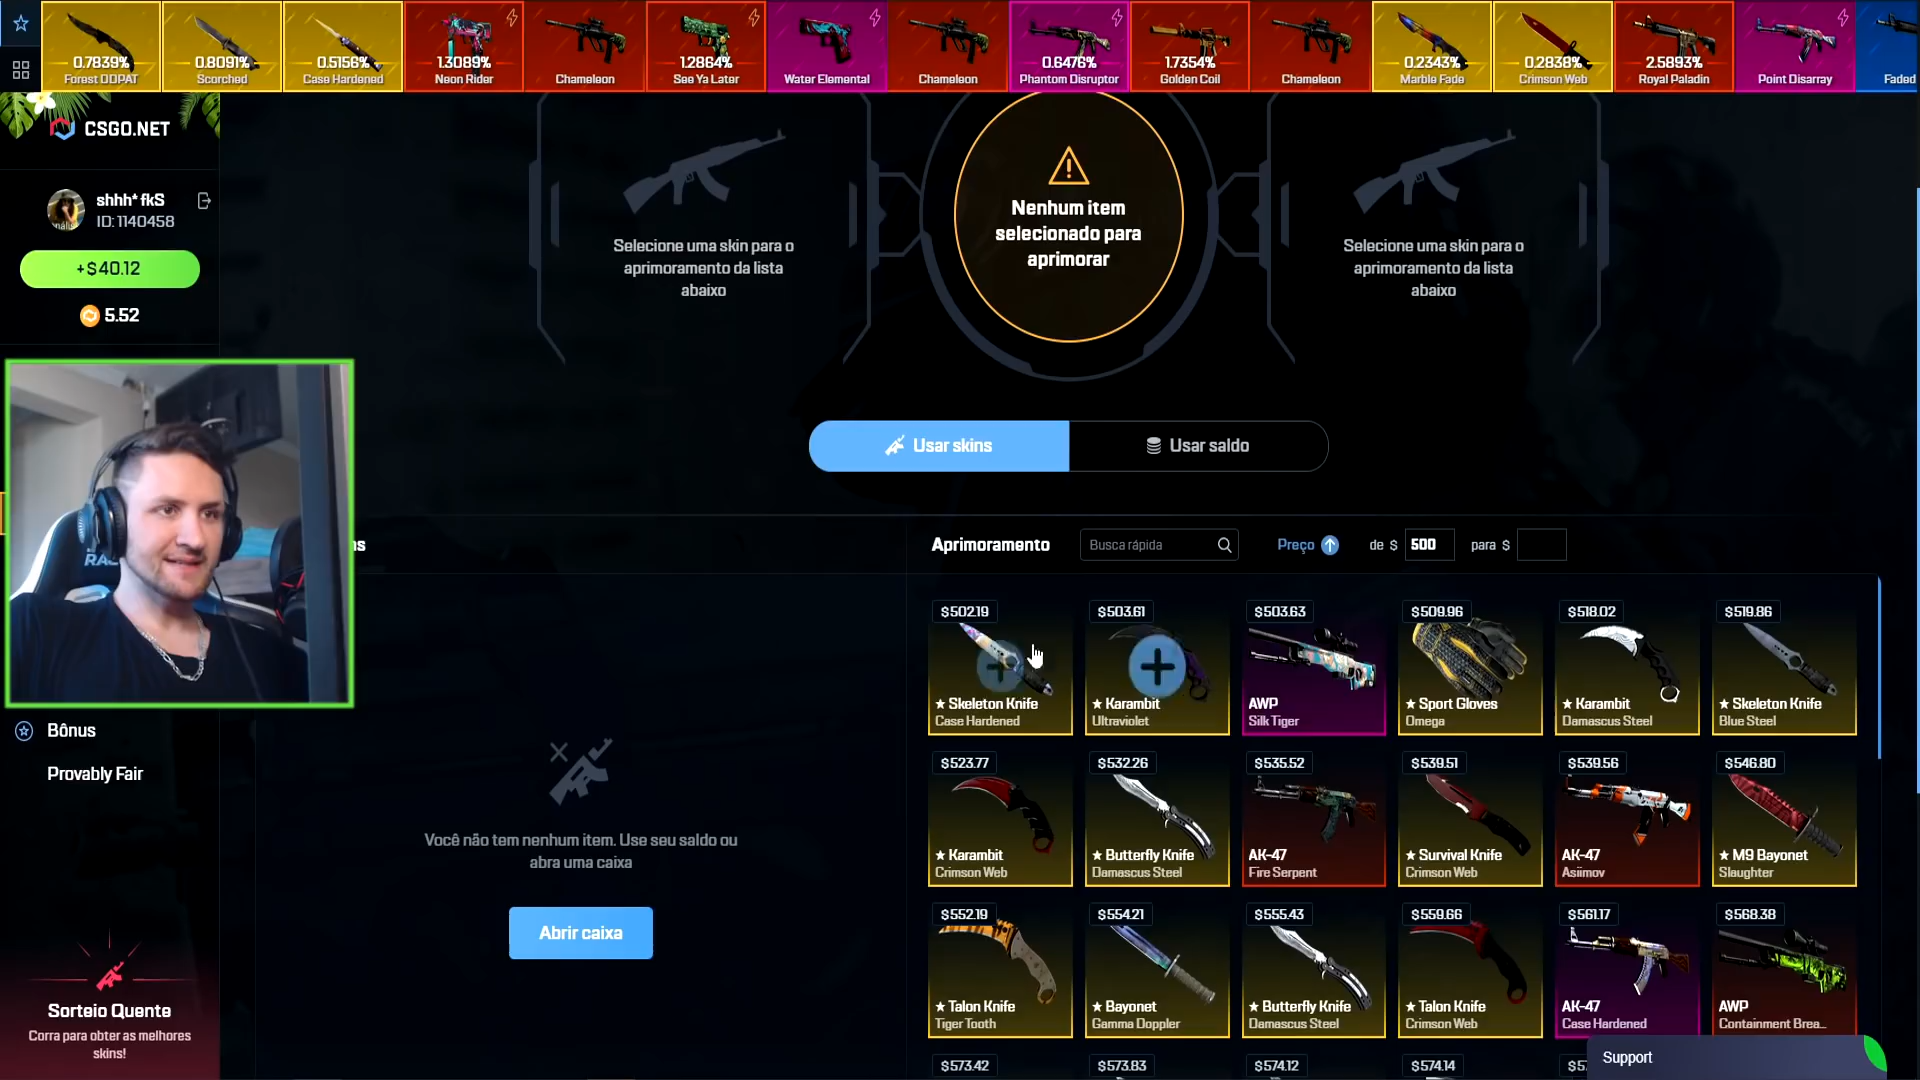 0.7839%
Forest DDPAT
0.8091%
Scorched
0.5156%
Case Hardened
1.3089%
Neon Rider
Chameleon
1.2864%
See Ya Later
Water Elemental
Chameleon
0.6476%
Phantom Disruptor
1.7354%
Golden Coil
Chameleon
0.2343%
Marble Fade
0.2838%
Crimson Web
2.5893%
Royal Paladin
Point Disarray
Faded
CSGO.NET
shhh* fkS
ID: 1140458
+$40.12
5.52
Bônus
Provably Fair
Sorteio Quente
Corra para obter as melhores
skins!
Selecione uma skin para o
aprimoramento da lista
abaixo
Nenhum item
selecionado para
aprimorar
Selecione uma skin para o
aprimoramento da lista
abaixo
Usar skins
Usar saldo
ns
Você não tem nenhum item. Use seu saldo ou
abra uma caixa
Abrir caixa
Aprimoramento
Busca rápida
Preço
de $ 500
para $
$502.19
★ Skeleton Knife
Case Hardened
$503.61
★ Karambit
Ultraviolet
$503.63
AWP
Silk Tiger
$509.96
★ Sport Gloves
Omega
$518.02
★ Karambit
Damascus Steel
$519.86
★ Skeleton Knife
Blue Steel
$523.77
★ Karambit
Crimson Web
$532.26
★ Butterfly Knife
Damascus Steel
$535.52
AK-47
Fire Serpent
$539.51
★ Survival Knife
Crimson Web
$539.56
AK-47
Asiimov
$546.80
★ M9 Bayonet
Slaughter
$552.19
★ Talon Knife
Tiger Tooth
$554.21
★ Bayonet
Gamma Doppler
$555.43
★ Butterfly Knife
Damascus Steel
$559.66
★ Talon Knife
Crimson Web
$561.17
AK-47
Case Hardened
$568.38
AWP
Containment Brea...
$573.42
$573.83
$574.12
$574.14
Support